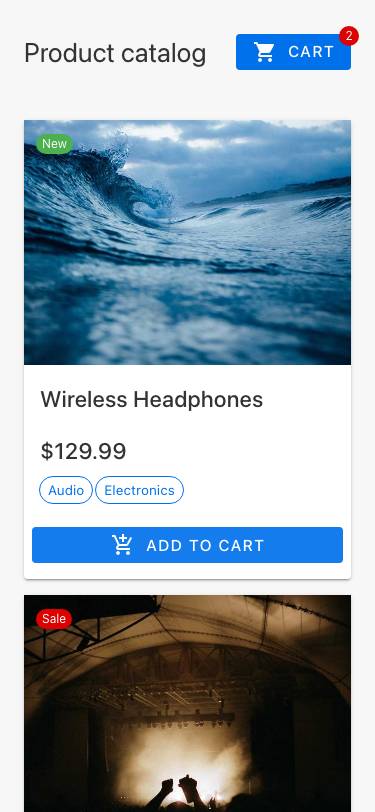 Product catalog
CART
2
New
Wireless Headphones
$129.99
Audio
Electronics
ADD TO CART
Sale